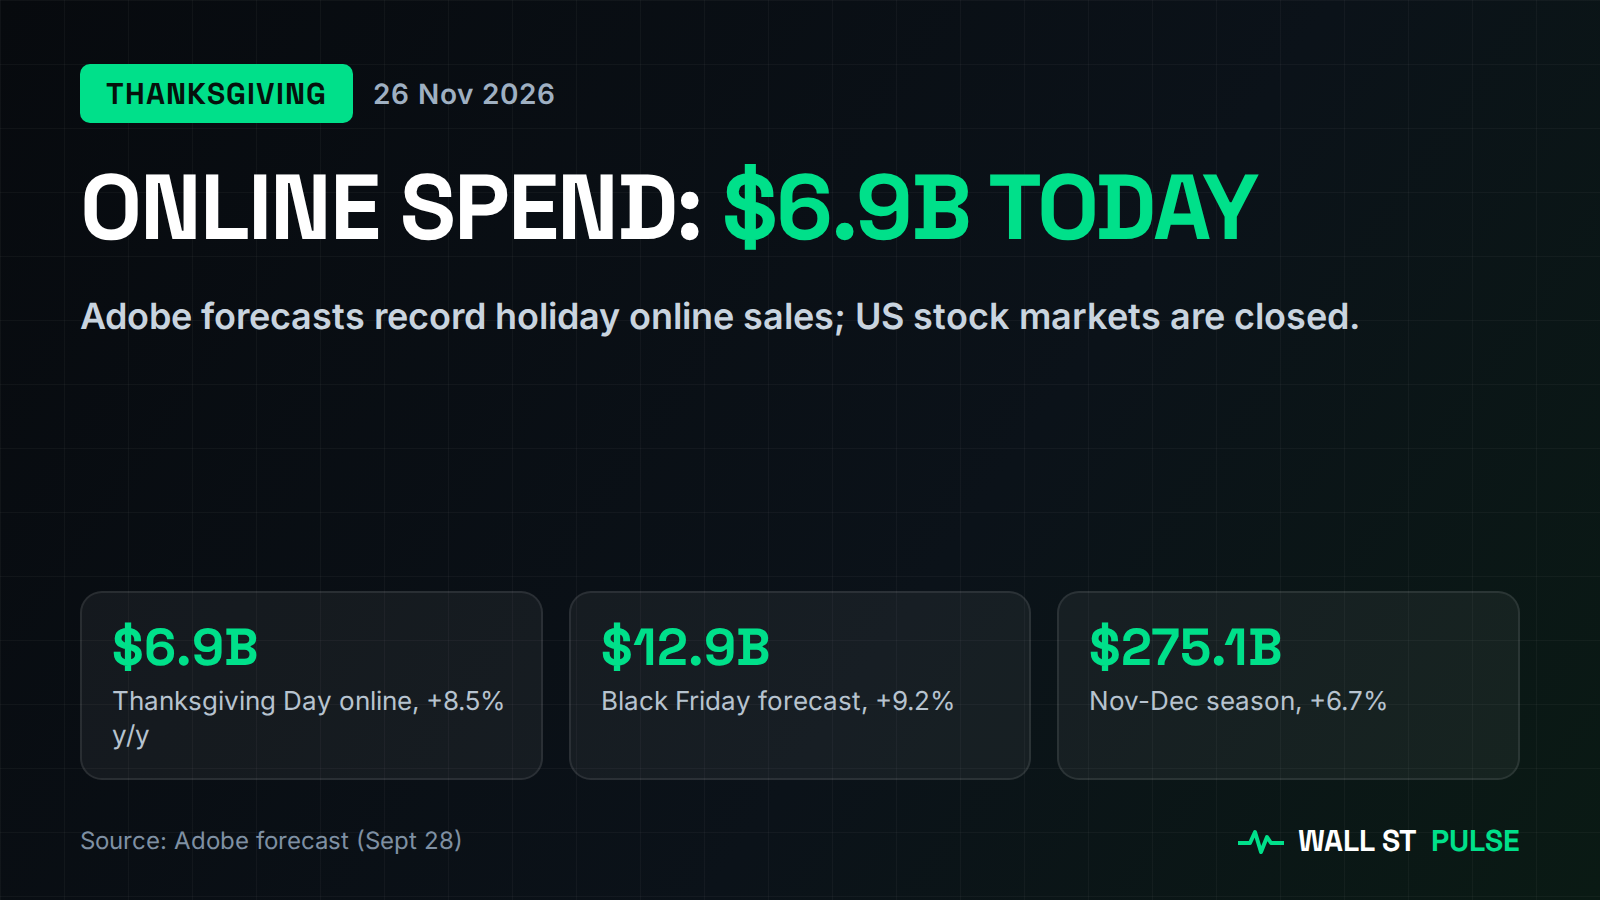 THANKSGIVING 26 Nov 2026
ONLINE SPEND: $6.9B TODAY
Adobe forecasts record holiday online sales; US stock markets are closed.
$6.9B
Thanksgiving Day online, +8.5%
y/y
$12.9B
Black Friday forecast, +9.2%
$275.1B
Nov-Dec season, +6.7%
Source: Adobe forecast (Sept 28)
WALL ST PULSE